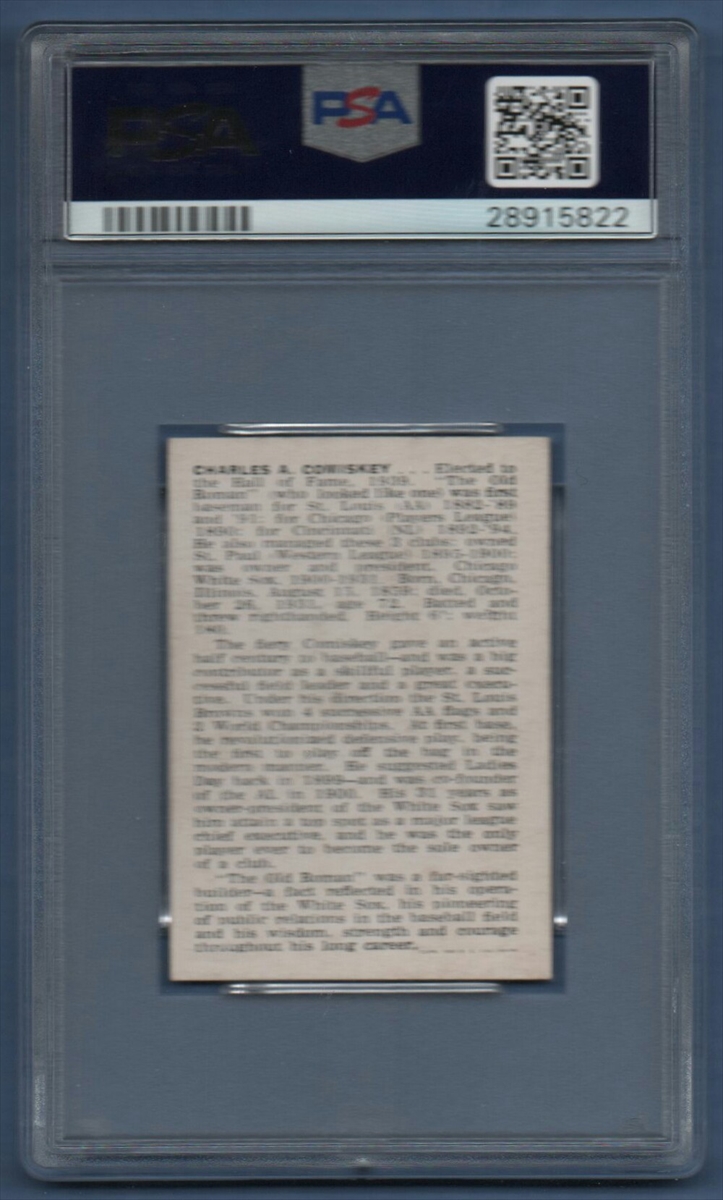 PSA
PSA
28915822
CHARLES A. COMISKEY . . . Elected to
the Hall of Fame, 1939. "The Old
Roman" (who looked like one) was first
baseman for St. Louis (AA) 1882-'89
and '91; for Chicago (Players League)
1890; for Cincinnati (NL) 1892-'94.
He also managed these 3 clubs; owned
St. Paul (Western League) 1895-1900;
was owner and president, Chicago
White Sox, 1900-1931. Born, Chicago,
Illinois, August 15, 1859; died, Octo-
ber 26, 1931, age 72. Batted and
threw righthanded. Height 6'; weight
180.
The fiery Comiskey gave an active
half century to baseball—and was a big
contributor as a skillful player, a suc-
cessful field leader and a great execu-
tive. Under his direction the St. Louis
Browns won 4 successive AA flags and
2 World Championships. At first base,
he revolutionized defensive play, being
the first to play off the bag in the
modern manner. He suggested Ladies
Day back in 1899—and was co-founder
of the AL in 1900. His 31 years as
owner-president of the White Sox saw
him attain a top spot as a major league
chief executive, and he was the only
player ever to become the sole owner
of a club.
"The Old Roman" was a far-sighted
builder—a fact reflected in his opera-
tion of the White Sox, his pioneering
of public relations in the baseball field
and his wisdom, strength and courage
throughout his long career.